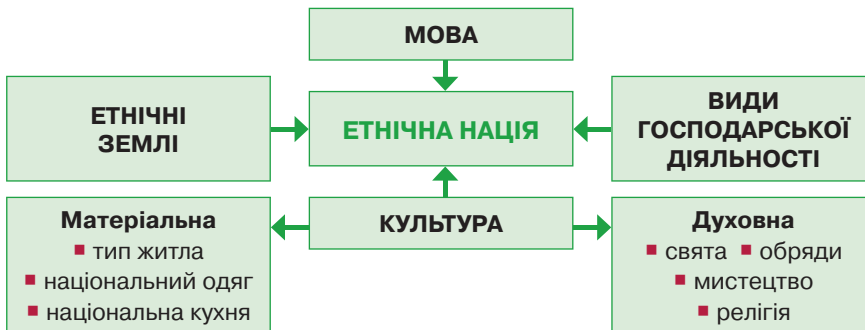 МОВА
ЕТНІЧНІ
ЗЕМЛІ
ЕТНІЧНА НАЦІЯ
ВИДИ
ГОСПОДАРСЬКОЇ
ДІЯЛЬНОСТІ
Матеріальна
■ тип житла
■ національний одяг
■ національна кухня
КУЛЬТУРА
Духовна
■ свята ■ обряди
■ мистецтво
■ релігія